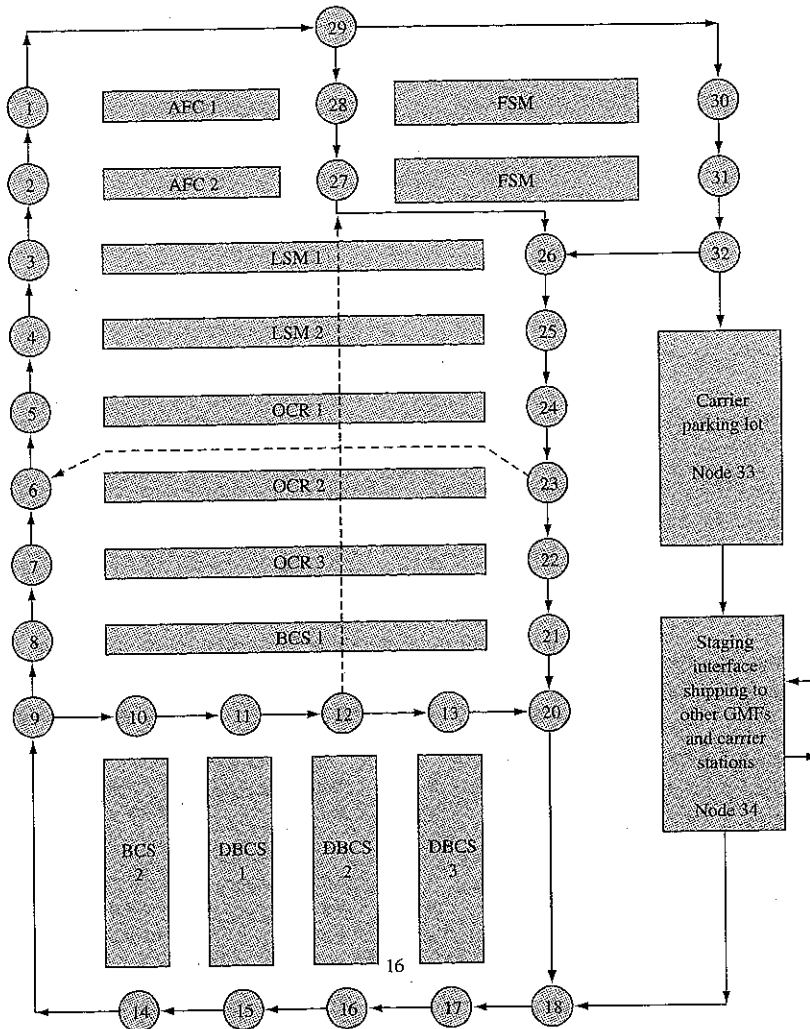 29
1
AFC 1
28
FSM
30
2
AFC 2
27
FSM
31
3
LSM 1
26
32
4
LSM 2
25
5
OCR 1
24
Carrier
parking lot
Node 33
6
OCR 2
23
7
OCR 3
22
8
BCS 1
21
Staging
interface
shipping to
other GMFs
and carrier
stations
Node 34
9
10
11
12
13
20
BCS
2
DBCS
1
DBCS
2
DBCS
3
16
14
15
16
17
18